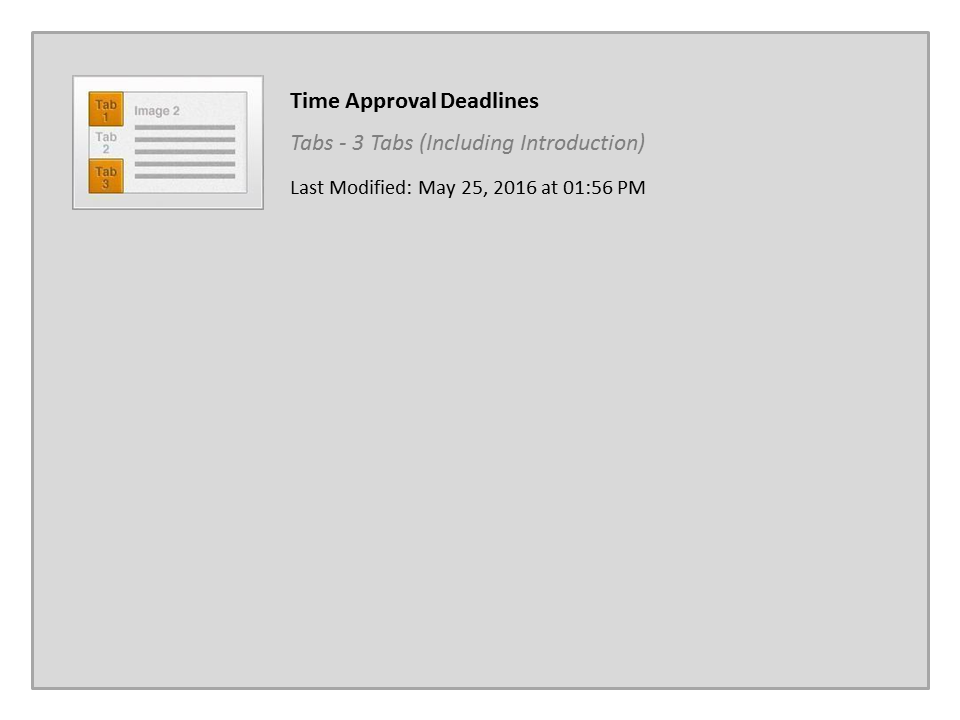 Tab
1
Image 2
Tab
2
Tab
3
Time Approval Deadlines
Tabs - 3 Tabs (Including Introduction)
Last Modified: May 25, 2016 at 01:56 PM